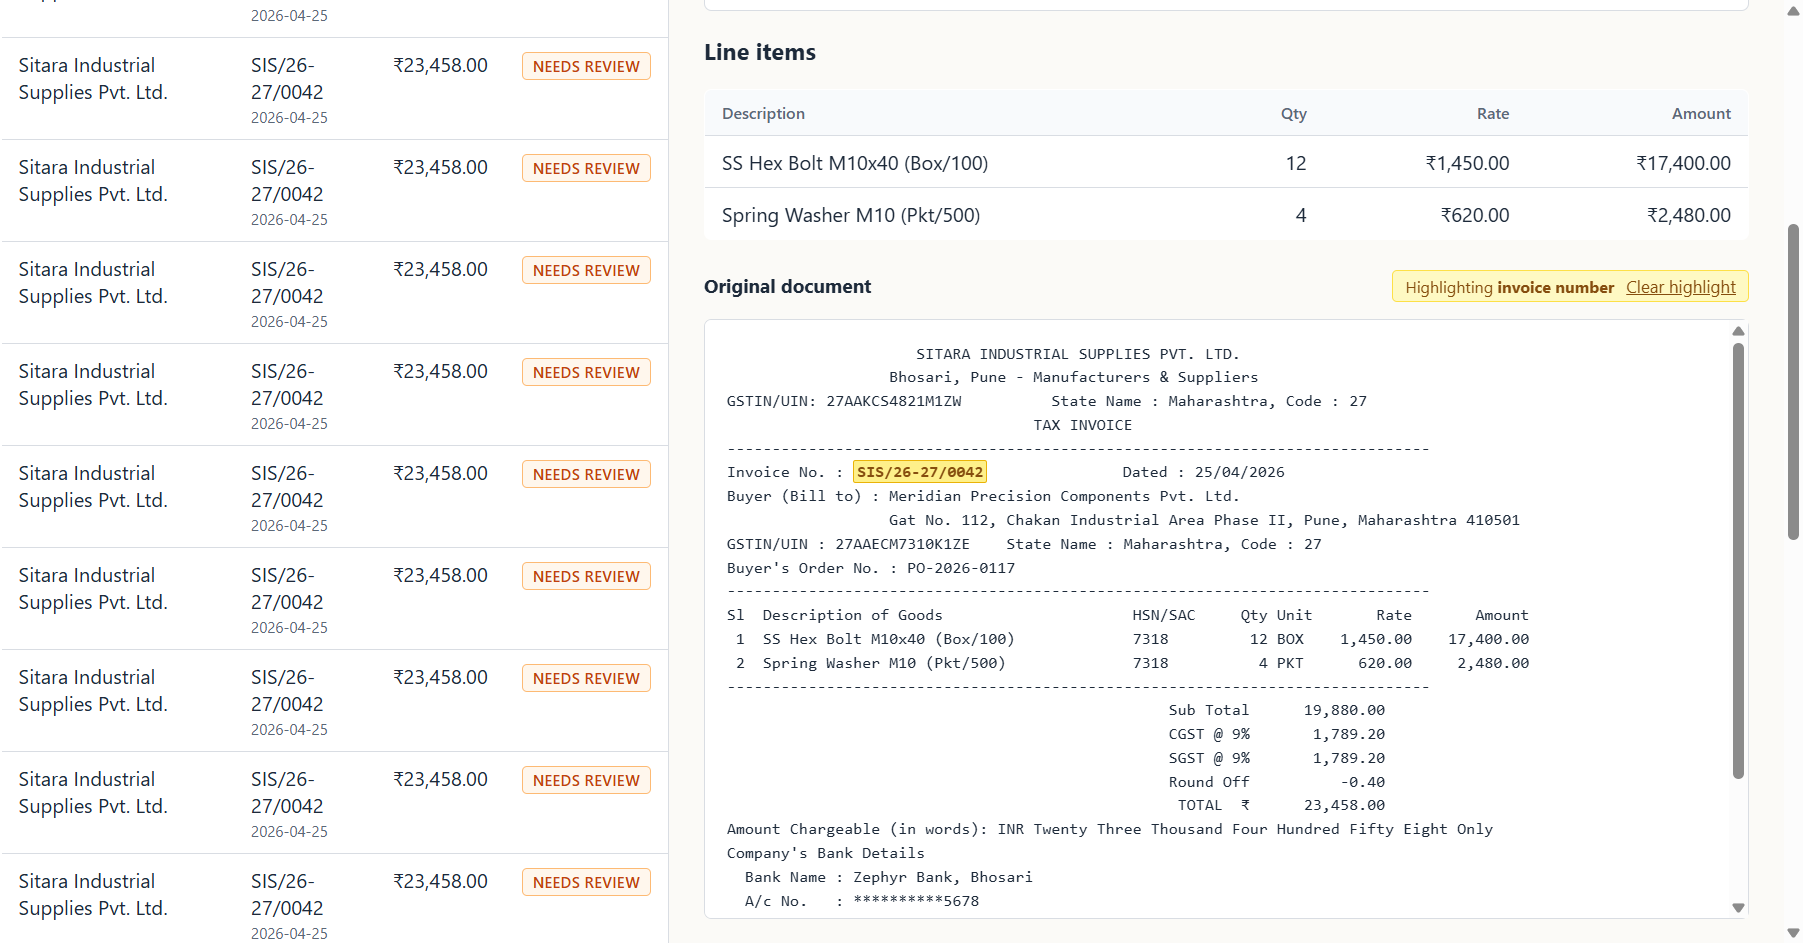 2026-04-25
Sitara Industrial Supplies Pvt. Ltd.
SIS/26-27/0042
2026-04-25
₹23,458.00
NEEDS REVIEW
Sitara Industrial Supplies Pvt. Ltd.
SIS/26-27/0042
2026-04-25
₹23,458.00
NEEDS REVIEW
Sitara Industrial Supplies Pvt. Ltd.
SIS/26-27/0042
2026-04-25
₹23,458.00
NEEDS REVIEW
Sitara Industrial Supplies Pvt. Ltd.
SIS/26-27/0042
2026-04-25
₹23,458.00
NEEDS REVIEW
Sitara Industrial Supplies Pvt. Ltd.
SIS/26-27/0042
2026-04-25
₹23,458.00
NEEDS REVIEW
Sitara Industrial Supplies Pvt. Ltd.
SIS/26-27/0042
2026-04-25
₹23,458.00
NEEDS REVIEW
Sitara Industrial Supplies Pvt. Ltd.
SIS/26-27/0042
2026-04-25
₹23,458.00
NEEDS REVIEW
Sitara Industrial Supplies Pvt. Ltd.
SIS/26-27/0042
2026-04-25
₹23,458.00
NEEDS REVIEW
Sitara Industrial Supplies Pvt. Ltd.
SIS/26-27/0042
2026-04-25
₹23,458.00
NEEDS REVIEW
Line items
Description Qty Rate Amount
SS Hex Bolt M10x40 (Box/100) 12 ₹1,450.00 ₹17,400.00
Spring Washer M10 (Pkt/500) 4 ₹620.00 ₹2,480.00
Original document
Highlighting invoice number Clear highlight
SITARA INDUSTRIAL SUPPLIES PVT. LTD.
Bhosari, Pune - Manufacturers & Suppliers
GSTIN/UIN: 27AAKCS4821M1ZW State Name : Maharashtra, Code : 27
TAX INVOICE
------------------------------------------------------------------------------
Invoice No. : SIS/26-27/0042 Dated : 25/04/2026
Buyer (Bill to) : Meridian Precision Components Pvt. Ltd.
Gat No. 112, Chakan Industrial Area Phase II, Pune, Maharashtra 410501
GSTIN/UIN : 27AAECM7310K1ZE State Name : Maharashtra, Code : 27
Buyer's Order No. : PO-2026-0117
------------------------------------------------------------------------------
Sl Description of Goods HSN/SAC Qty Unit Rate Amount
1 SS Hex Bolt M10x40 (Box/100) 7318 12 BOX 1,450.00 17,400.00
2 Spring Washer M10 (Pkt/500) 7318 4 PKT 620.00 2,480.00
------------------------------------------------------------------------------
Sub Total 19,880.00
CGST @ 9% 1,789.20
SGST @ 9% 1,789.20
Round Off -0.40
TOTAL ₹ 23,458.00
Amount Chargeable (in words): INR Twenty Three Thousand Four Hundred Fifty Eight Only
Company's Bank Details
Bank Name : Zephyr Bank, Bhosari
A/c No. : **********5678